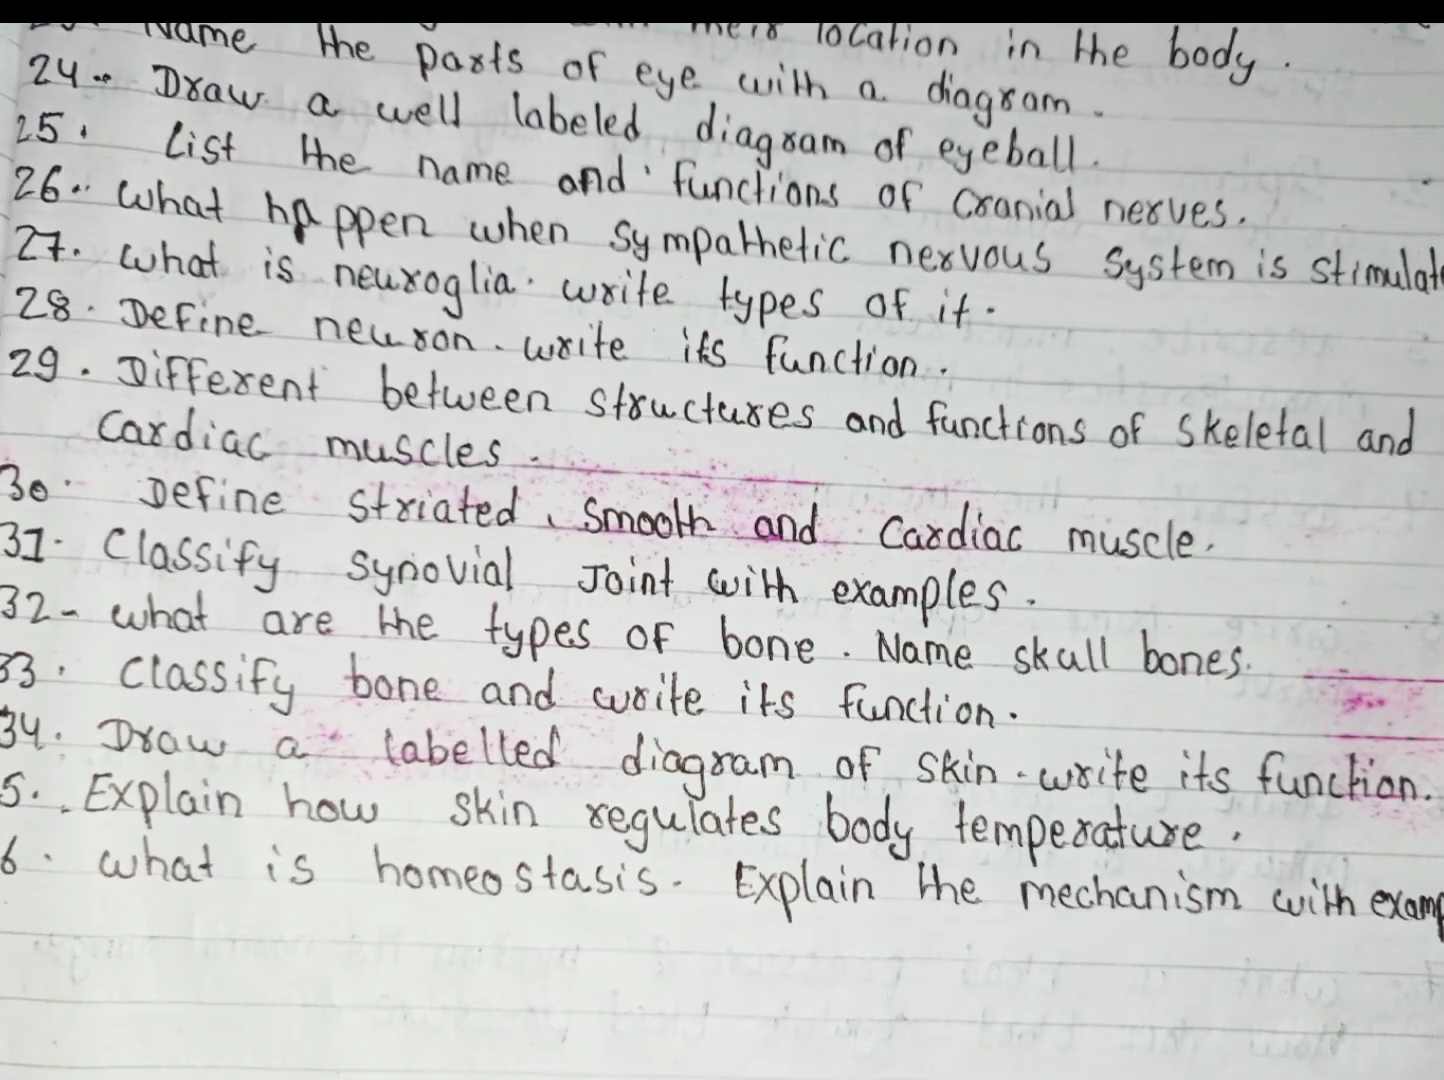 their location in the body.
Name the parts of eye with a diagram.
24. Draw a well labeled diagram of eyeball.
25. List the name and functions of cranial nerves.
26. What happen when sympathetic nervous system is stimulat
27. What is neuroglia. write types of it.
28. Define neuron. write its function.
29. Different between structures and functions of skeletal and
Cardiac muscles.
30. Define striated, smooth and cardiac muscle.
31. Classify synovial Joint with examples.
32- what are the types of bone. Name skull bones.
33. Classify bone and write its function.
34. Draw a labelled diagram of skin. write its function.
5. Explain how skin regulates body temperature.
6. what is homeostasis. Explain the mechanism with examp